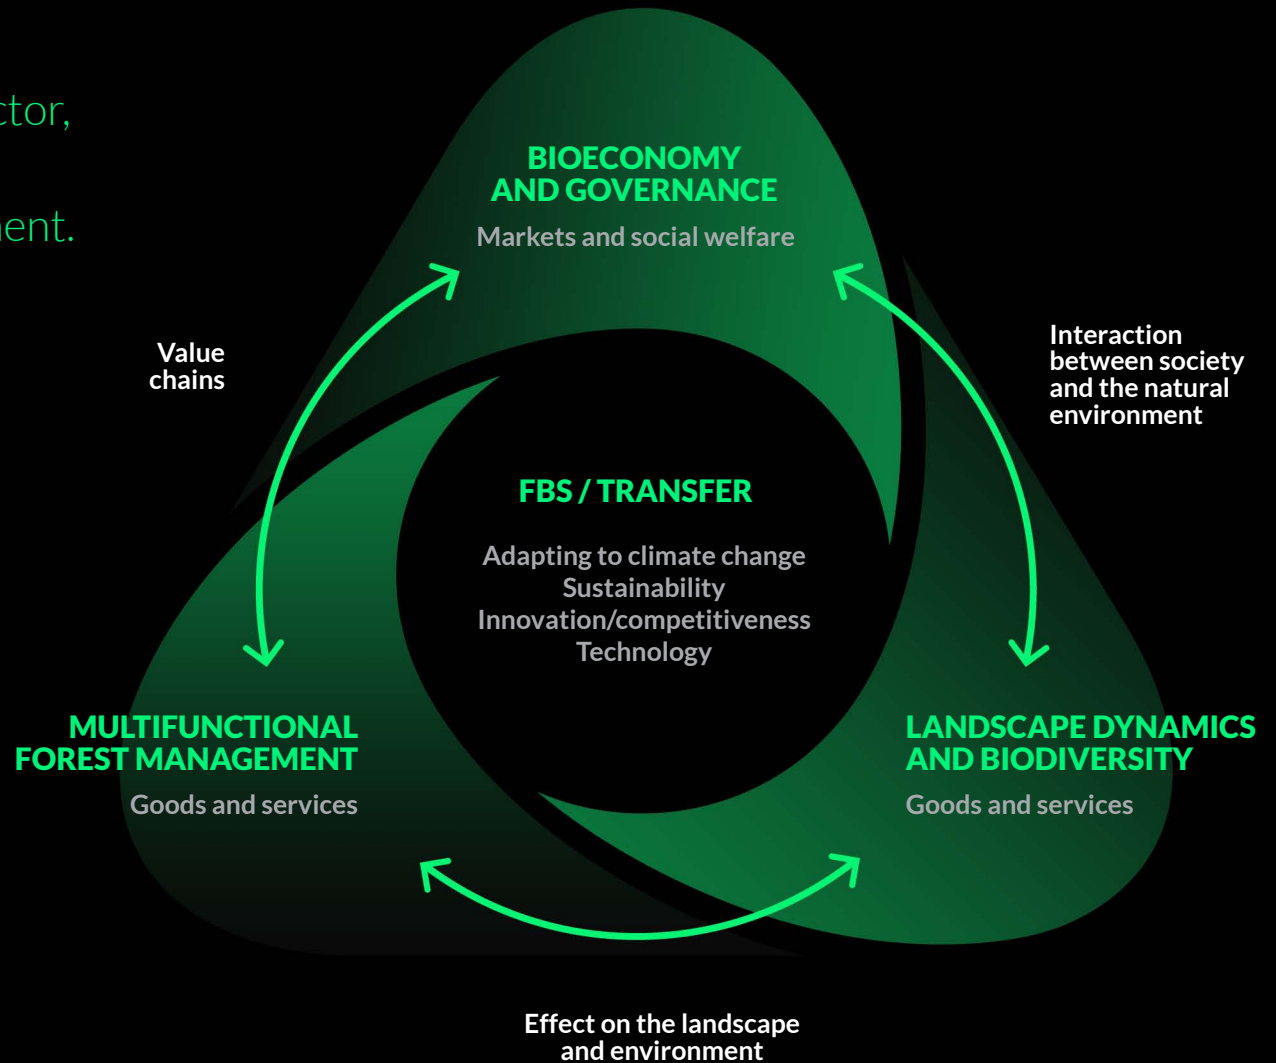 BIOECONOMY
AND GOVERNANCE
Markets and social welfare
Value
chains
Interaction
between society
and the natural
environment
FBS / TRANSFER
Adapting to climate change
Sustainability
Innovation/competitiveness
Technology
MULTIFUNCTIONAL
FOREST MANAGEMENT
Goods and services
LANDSCAPE DYNAMICS
AND BIODIVERSITY
Goods and services
Effect on the landscape
and environment